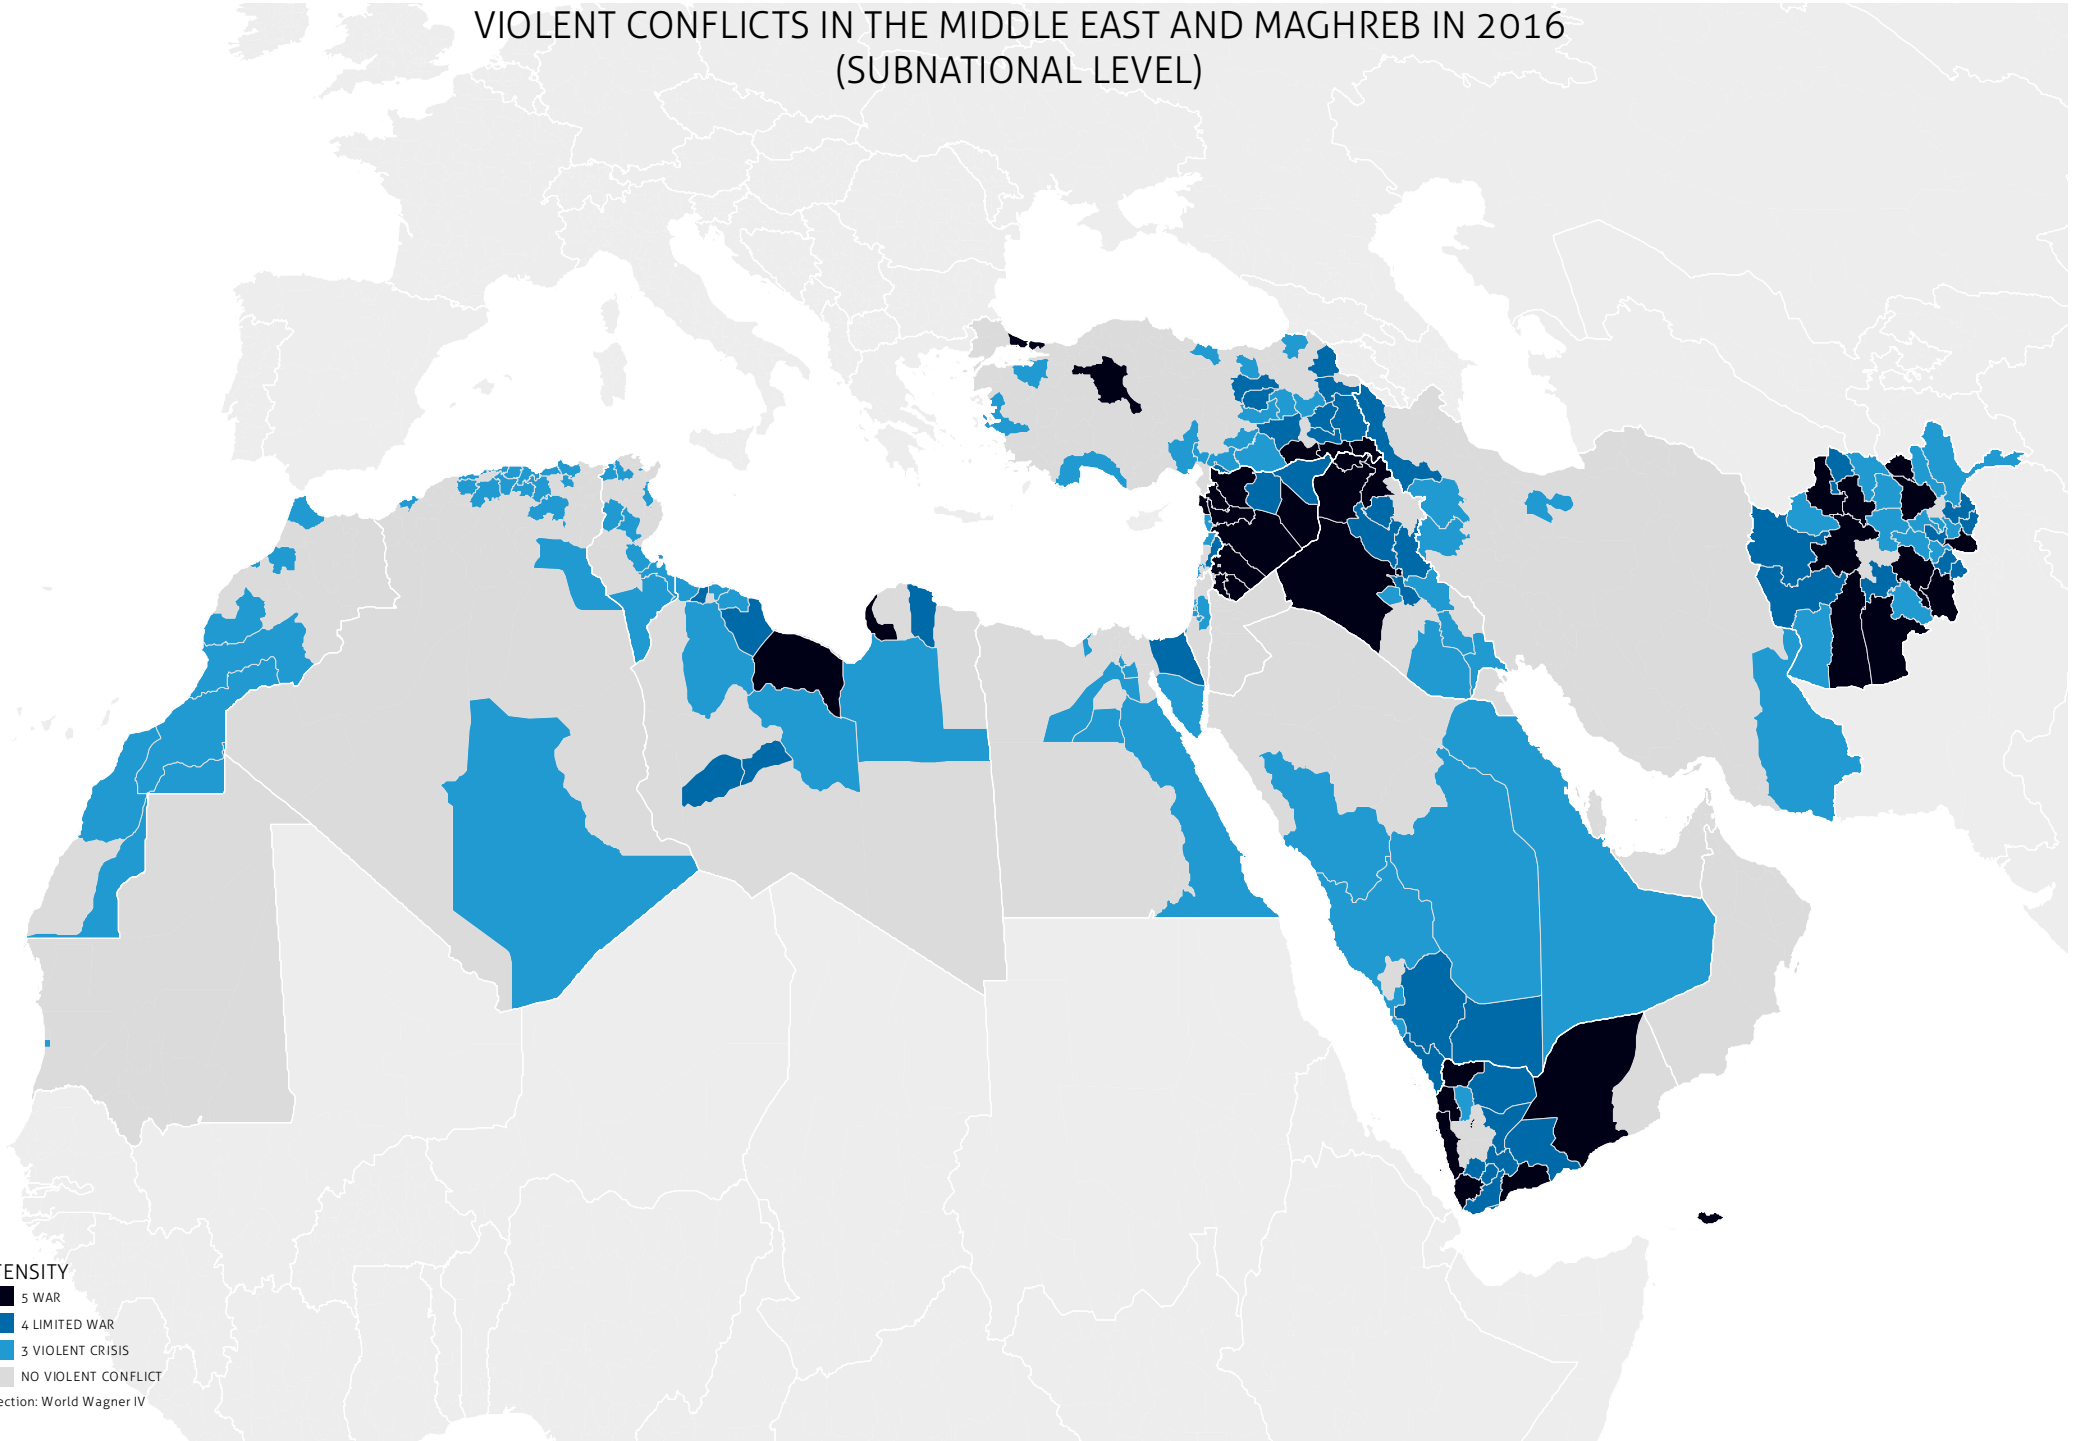 VIOLENT CONFLICTS IN THE MIDDLE EAST AND MAGHREB IN 2016
(SUBNATIONAL LEVEL)
TENSITY
5 WAR
4 LIMITED WAR
3 VIOLENT CRISIS
NO VIOLENT CONFLICT
ection: World Wagner IV